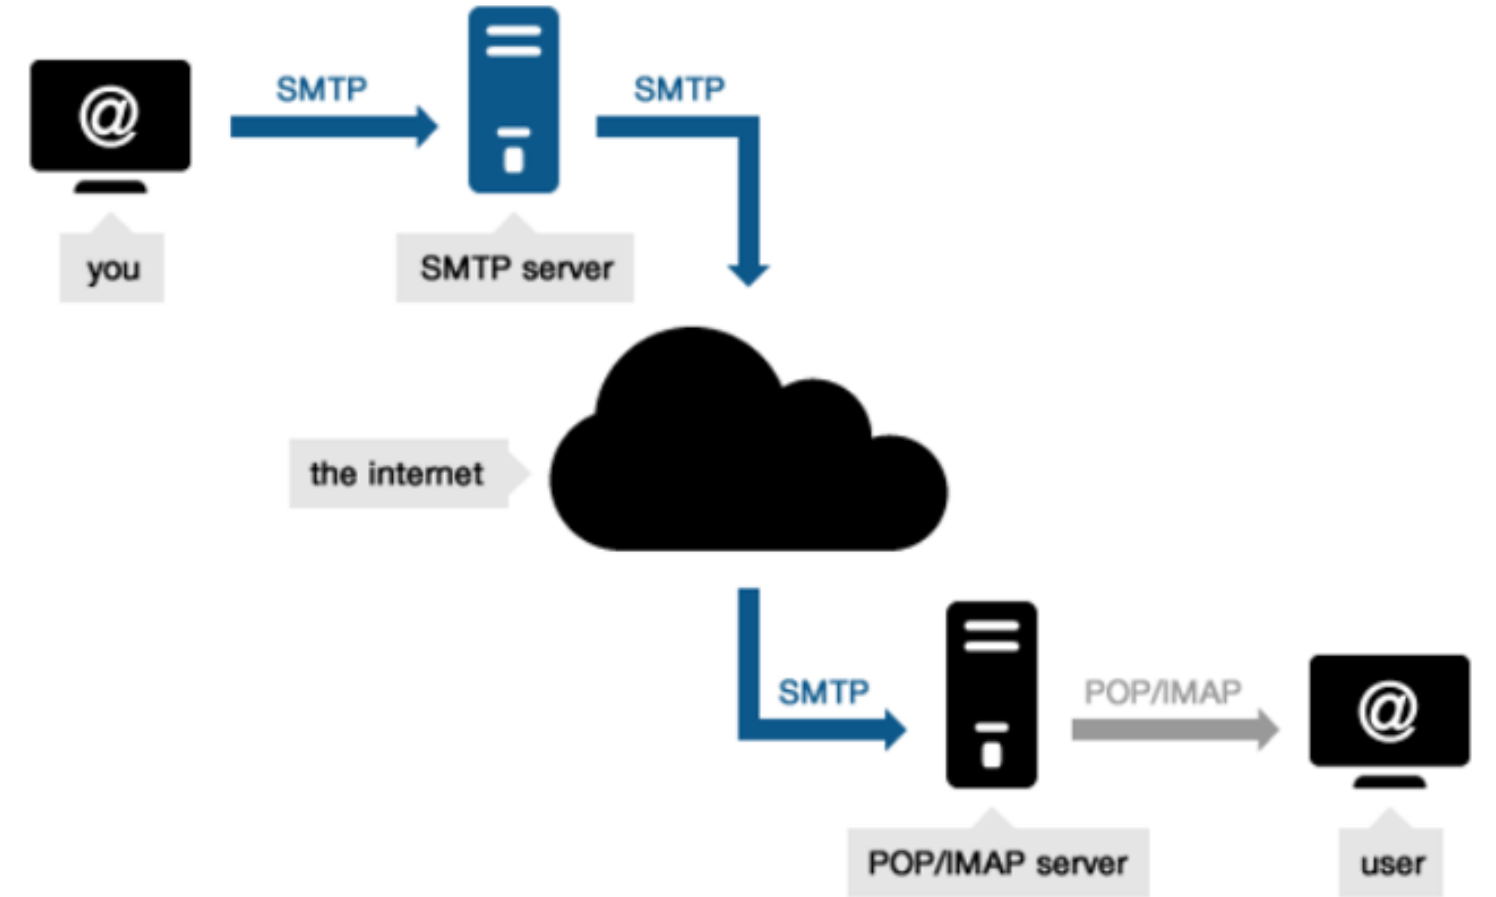 @
SMTP
SMTP
you
SMTP server
the internet
SMTP
POP/IMAP
@
POP/IMAP server
user